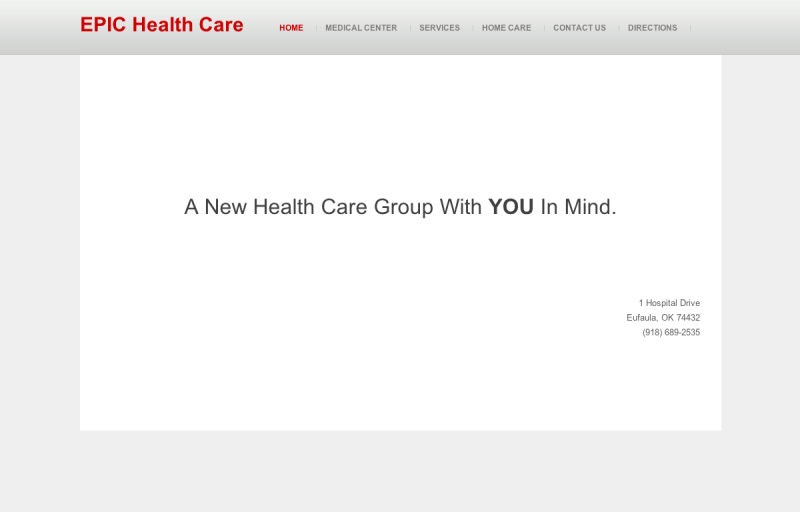 EPIC Health Care
HOME
MEDICAL CENTER
SERVICES
HOME CARE
CONTACT US
DIRECTIONS
A New Health Care Group With YOU In Mind.
1 Hospital Drive
Eufaula, OK 74432
(918) 689-2535